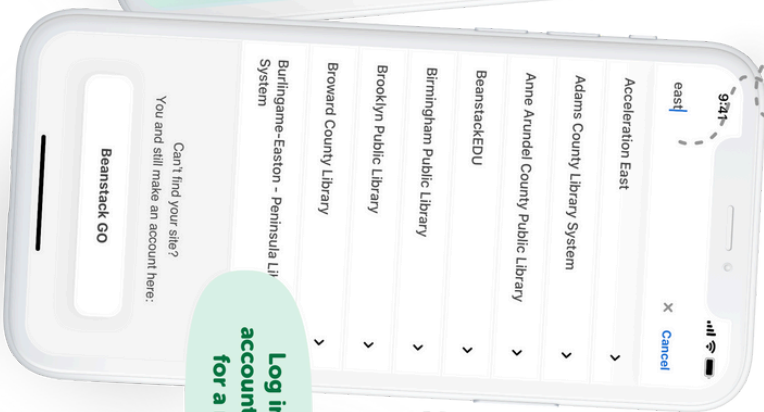 9:41
east
Cancel
Acceleration East
Adams County Library System
Anne Arundel County Public Library
BeanstackEDU
Birmingham Public Library
Brooklyn Public Library
Broward County Library
Burlingame-Easton - Peninsula
System
Can't find your site?
You and still make an account here:
Beanstack GO
Log
account
for a